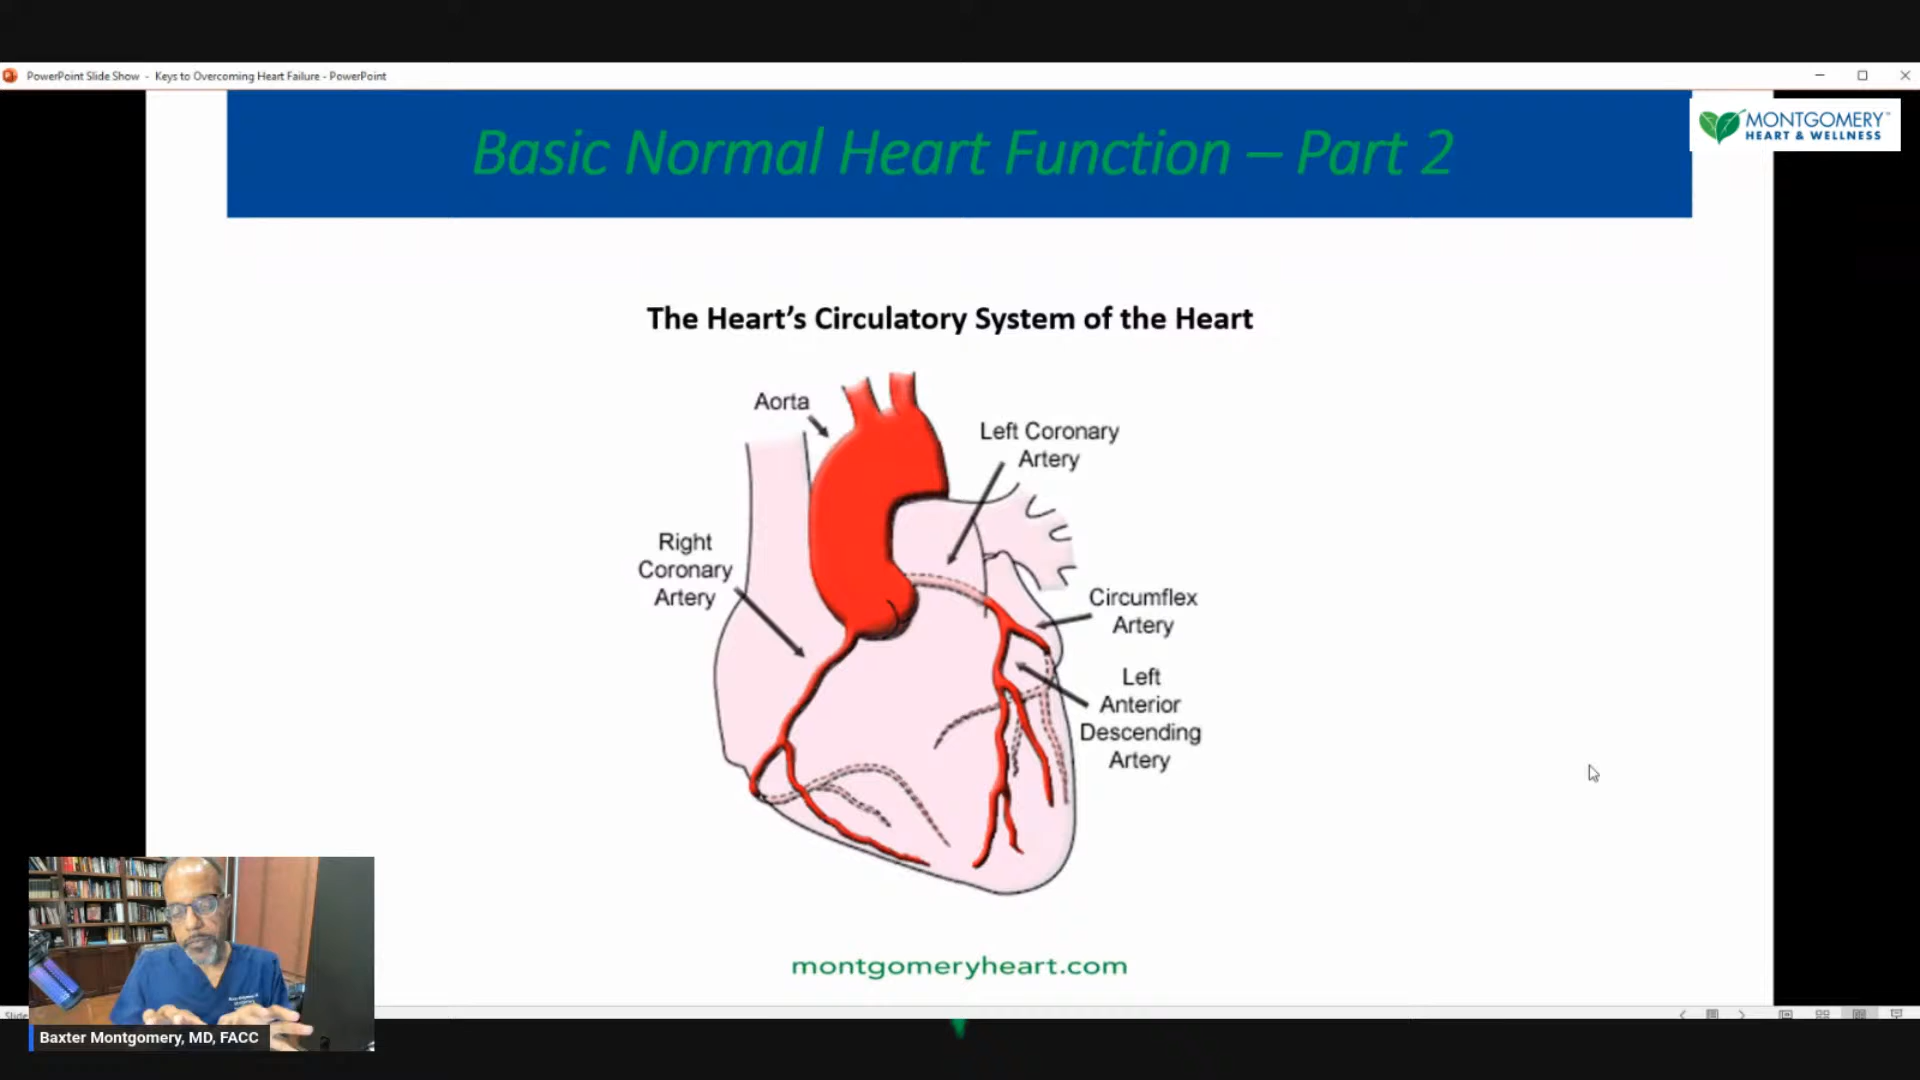 PowerPoint Slide Show - Keys to Overcoming Heart Failure - PowerPoint
Basic Normal Heart Function – Part 2
MONTGOMERY™
HEART & WELLNESS
The Heart’s Circulatory System of the Heart
Aorta
Left Coronary
Artery
Right
Coronary
Artery
Circumflex
Artery
Left
Anterior
Descending
Artery
montgomeryheart.com
Slide
Baxter Montgomery, MD, FACC